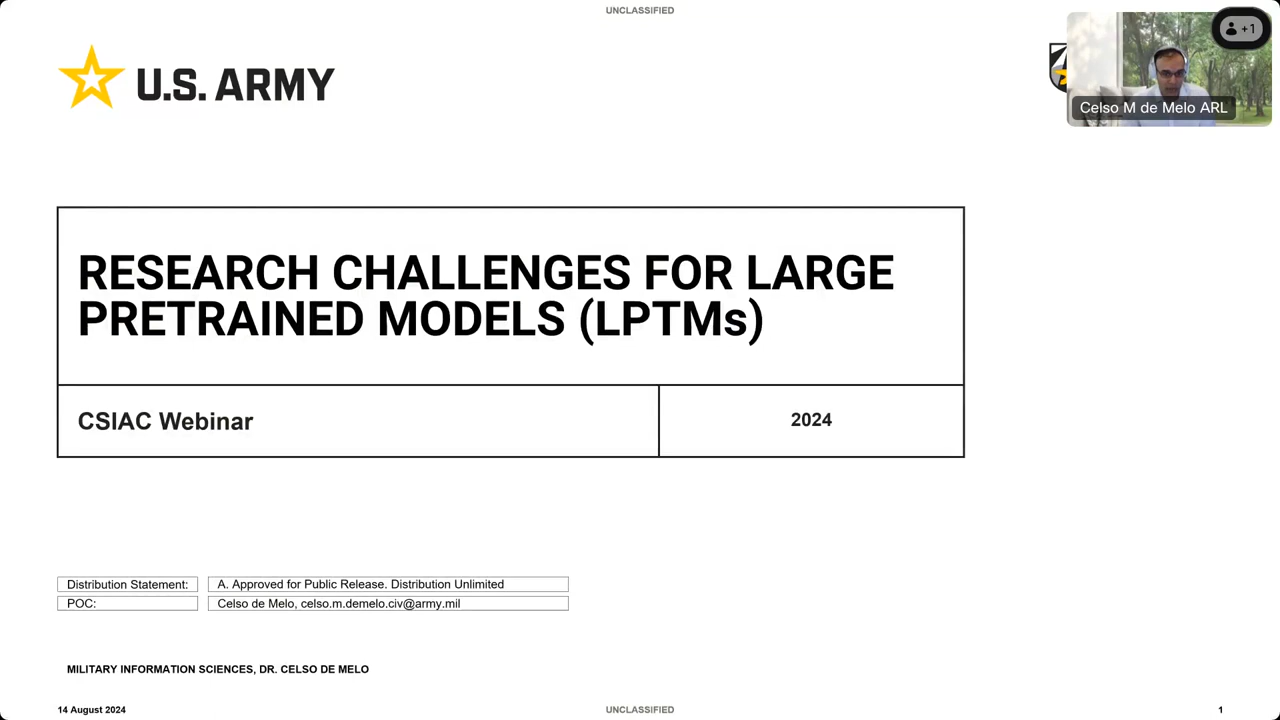 UNCLASSIFIED
U.S. ARMY
+1
Celso M de Melo ARL
RESEARCH CHALLENGES FOR LARGE
PRETRAINED MODELS (LPTMs)
CSIAC Webinar
2024
Distribution Statement:
A. Approved for Public Release. Distribution Unlimited
POC:
Celso de Melo, celso.m.demelo.civ@army.mil
MILITARY INFORMATION SCIENCES, DR. CELSO DE MELO
14 August 2024
UNCLASSIFIED
1